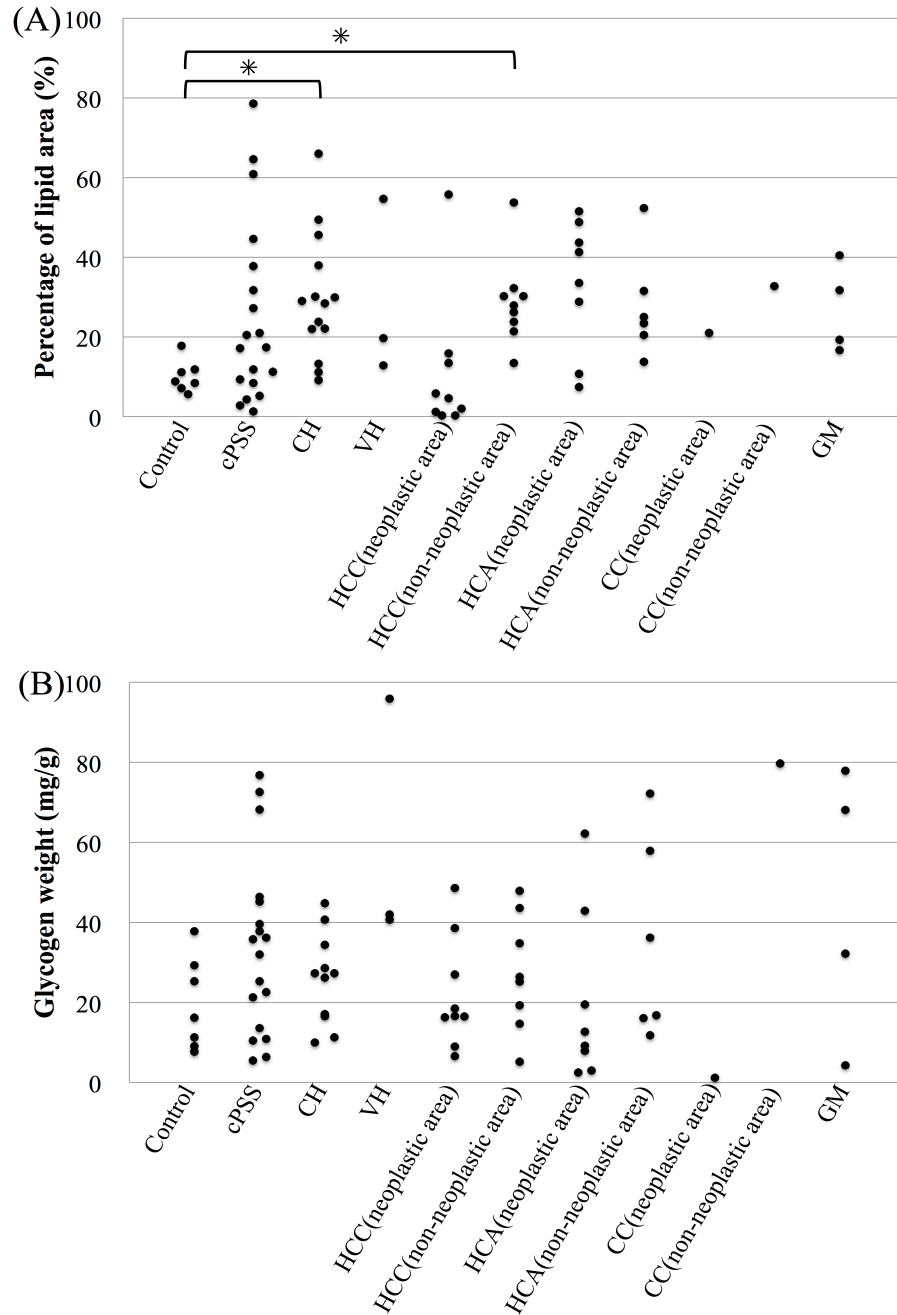 (A)
Percentage of lipid area (%)
100
80
60
40
20
0
*
*
Control
cPSS
CH
VH
HCC(neoplastic area)
HCC(non-neoplastic area)
HCA(neoplastic area)
HCA(non-neoplastic area)
CC(neoplastic area)
CC(non-neoplastic area)
GM
(B)
Glycogen weight (mg/g)
100
80
60
40
20
0
Control
cPSS
CH
VH
HCC(neoplastic area)
HCC(non-neoplastic area)
HCA(neoplastic area)
HCA(non-neoplastic area)
CC(neoplastic area)
CC(non-neoplastic area)
GM